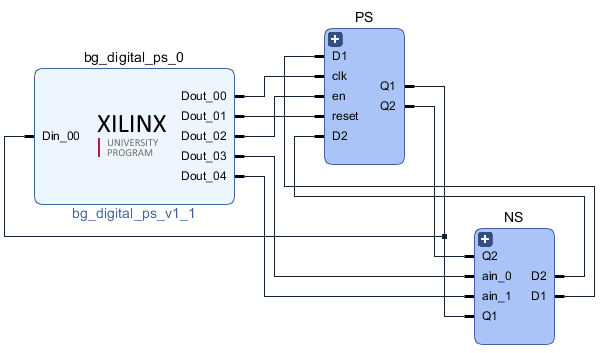 PS
bg_digital_ps_0
D1
clk
en
reset
D2
Q1
Q2
Din_00
XILINX
UNIVERSITY
PROGRAM
Dout_00
Dout_01
Dout_02
Dout_03
Dout_04
bg_digital_ps_v1_1
NS
Q2
ain_0
ain_1
Q1
D2
D1